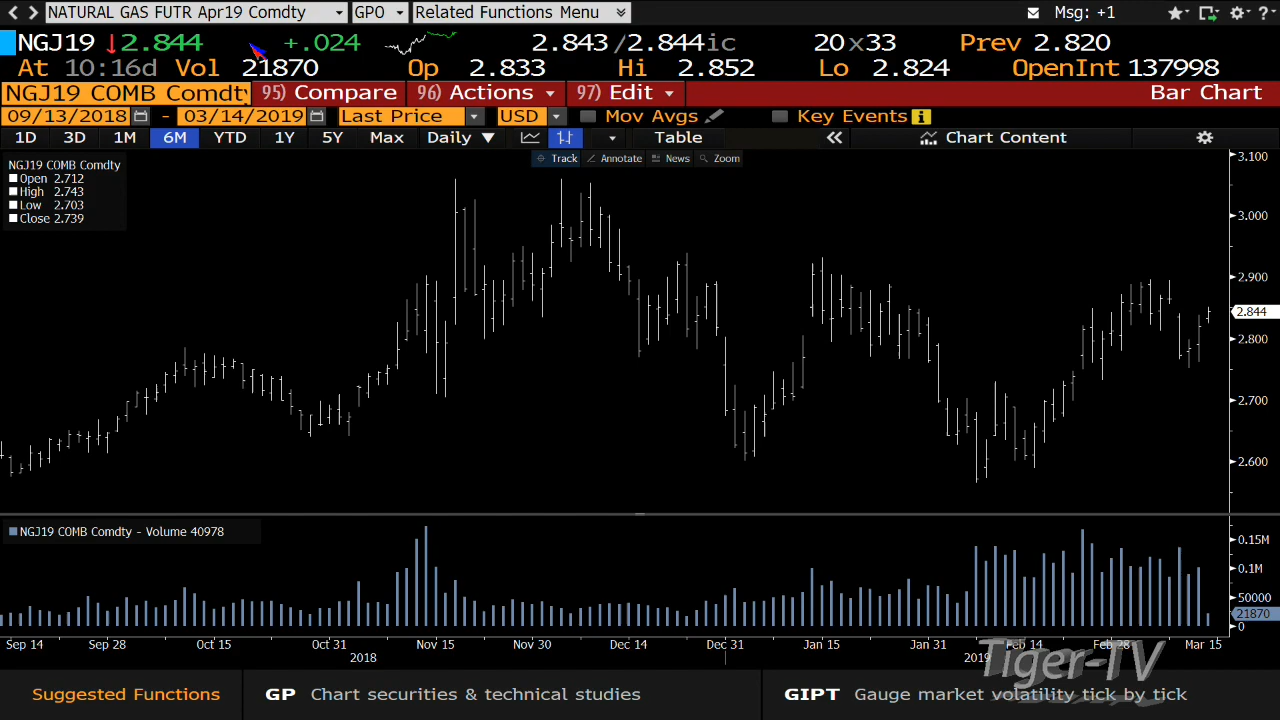 NATURAL GAS FUTR Apr19 Comdty GPO Related Functions Menu Msg: +1
NGJ19 ↓2.844 +.024 2.843/2.844ic 20x33 Prev 2.820
At 10:16d Vol 21870 Op 2.833 Hi 2.852 Lo 2.824 OpenInt 137998
NGJ19 COMB Comdty 95) Compare 96) Actions 97) Edit Bar Chart
09/13/2018 - 03/14/2019 Last Price USD Mov Avgs Key Events
1D 3D 1M 6M YTD 1Y 5Y Max Daily ▼ Table « Chart Content
Track Annotate News Zoom
NGJ19 COMB Comdty
Open 2.712
High 2.743
Low 2.703
Close 2.739
3.100
3.000
2.900
2.844
2.800
2.700
2.600
NGJ19 COMB Comdty - Volume 40978
0.15M
0.1M
50000
21870
0
Sep 14 Sep 28 Oct 15 Oct 31 Nov 15 Nov 30 Dec 14 Dec 31 Jan 15 Jan 31 Feb 14 Feb 28 Mar 15
2018 2019
Tiger-TV
Suggested Functions GP Chart securities & technical studies GIPT Gauge market volatility tick by tick